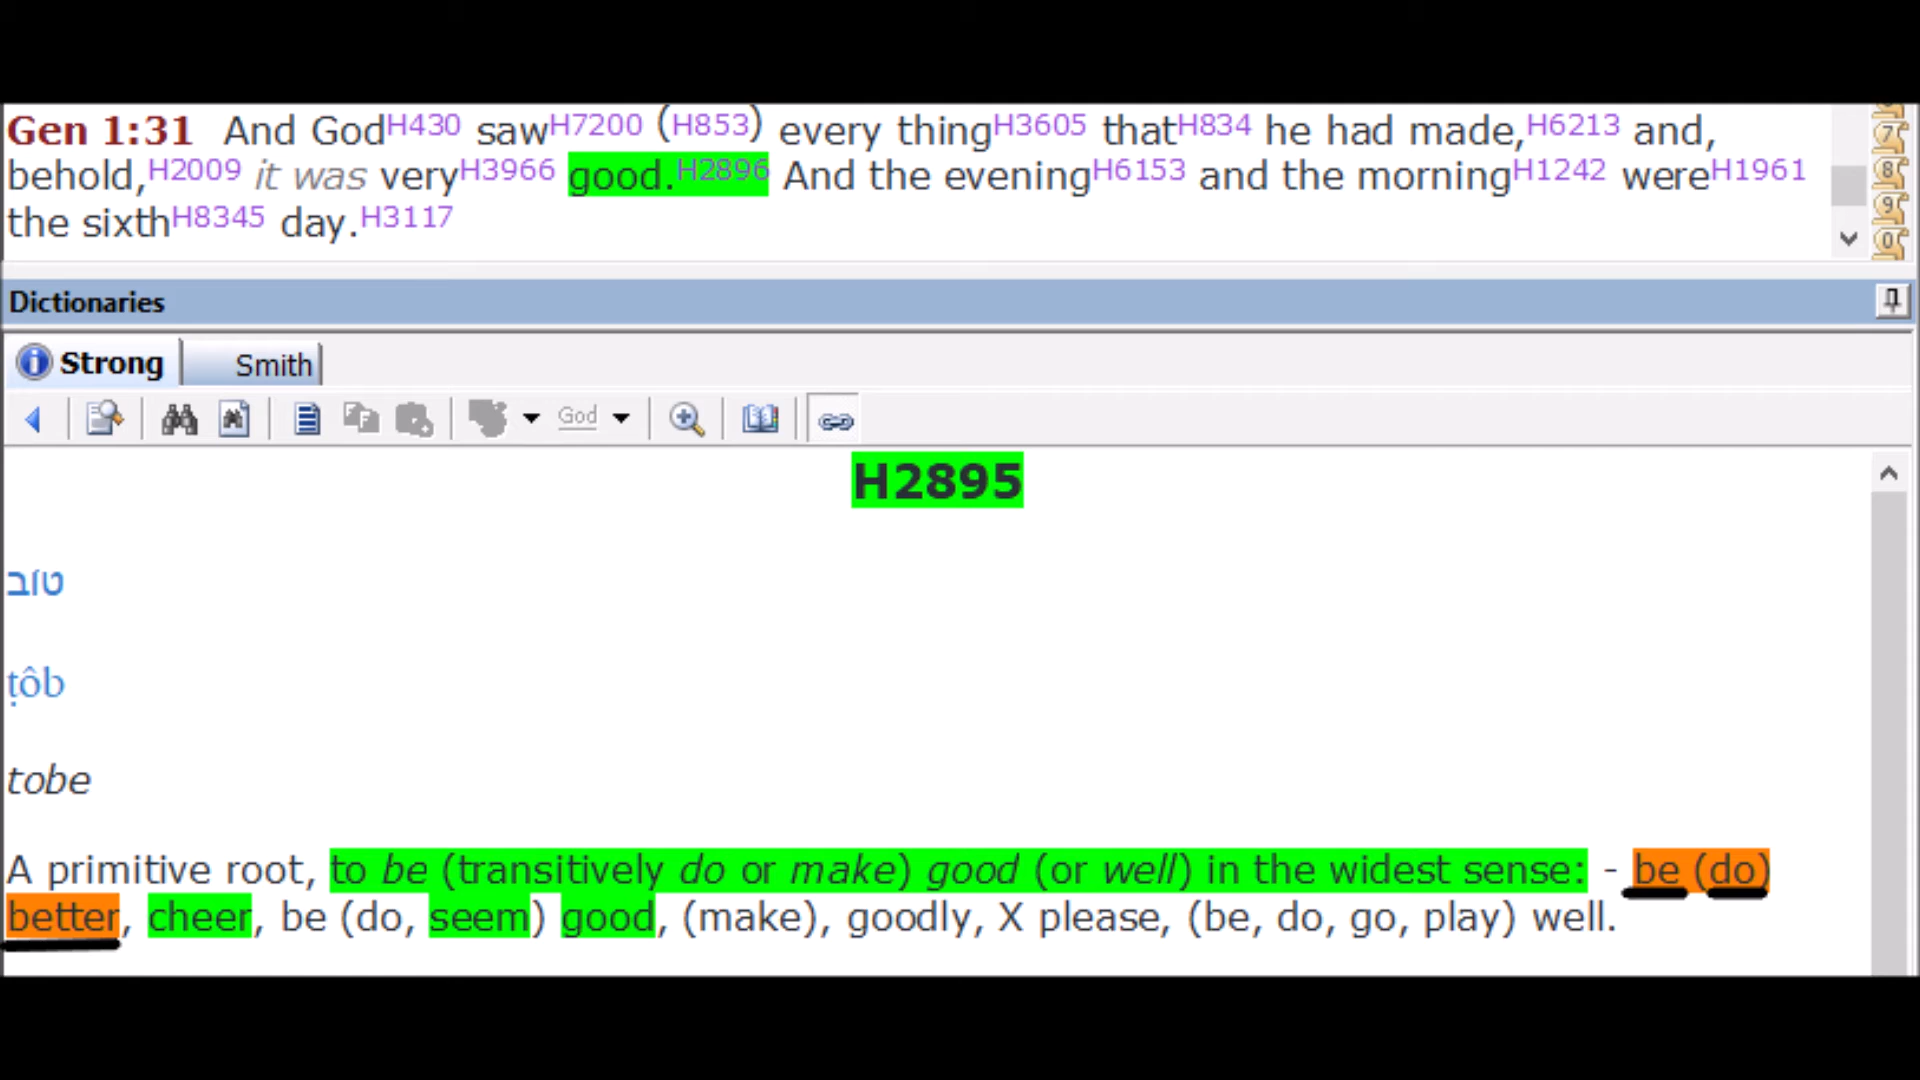 Gen 1:31 And GodH430 sawH7200 (H853) every thingH3605 thatH834 he had made,H6213 and,
behold,H2009 it was veryH3966 good.H2896 And the eveningH6153 and the morningH1242 wereH1961
the sixthH8345 day.H3117
Dictionaries
Strong Smith
God
H2895
טוֹב
ṭôb
tobe
A primitive root, to be (transitively do or make) good (or well) in the widest sense: - be (do)
better, cheer, be (do, seem) good, (make), goodly, X please, (be, do, go, play) well.